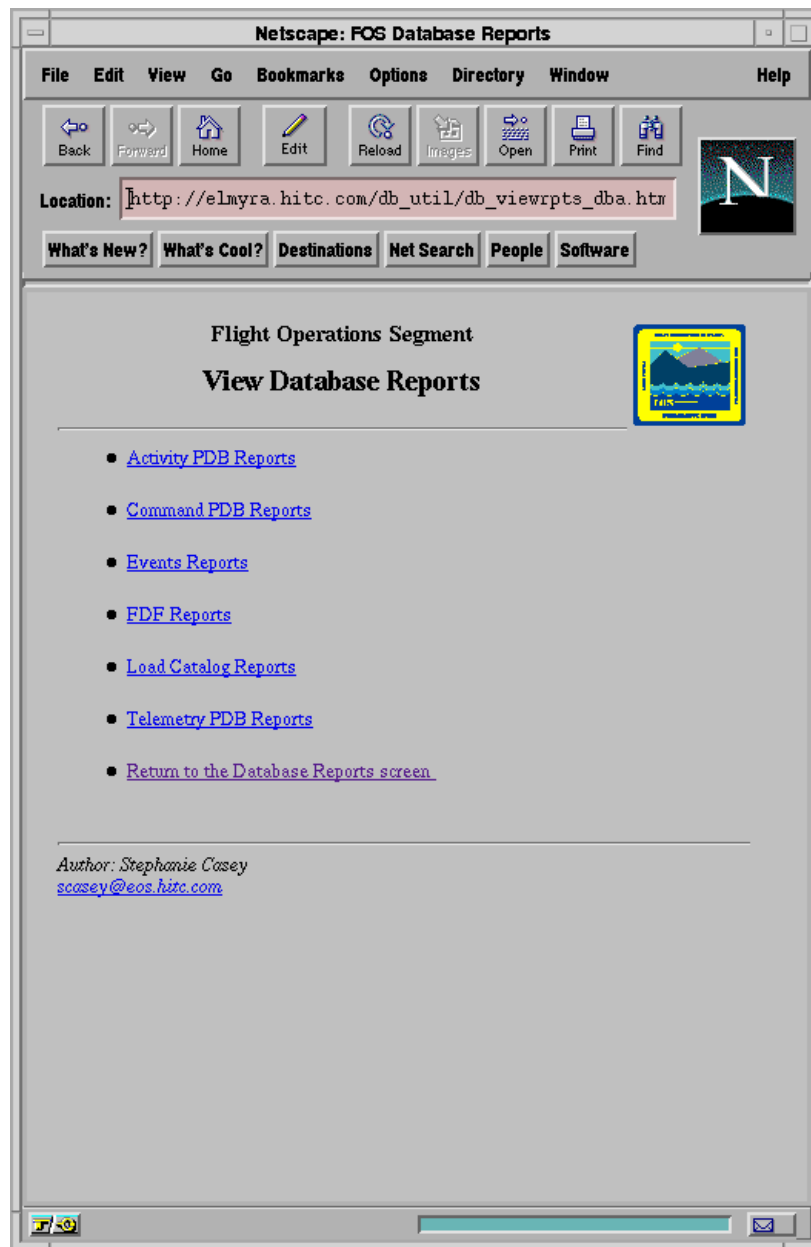 Netscape: FOS Database Reports
File Edit View Go Bookmarks Options Directory Window Help
Back Forward Home Edit Reload Images Open Print Find
N
Location: http://elmyra.hitc.com/db_util/db_viewrpts_dba.htm
What's New? What's Cool? Destinations Net Search People Software
Flight Operations Segment
View Database Reports
Activity PDB Reports
Command PDB Reports
Events Reports
FDF Reports
Load Catalog Reports
Telemetry PDB Reports
Return to the Database Reports screen
Author: Stephanie Casey
scasey@eos.hitc.com